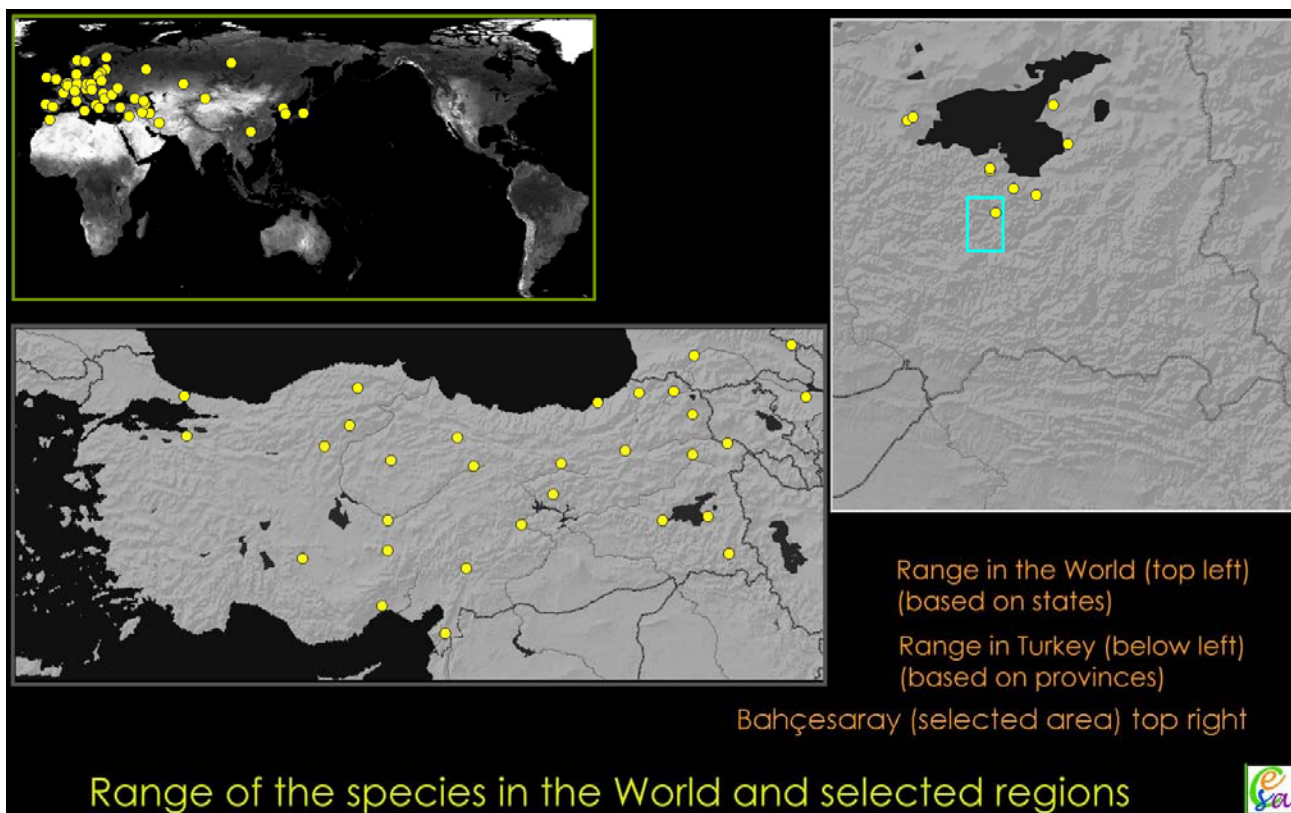 Range in the World (top left)
(based on states)
Range in Turkey (below left)
(based on provinces)
Bahçesaray (selected area) top right
Range of the species in the World and selected regions